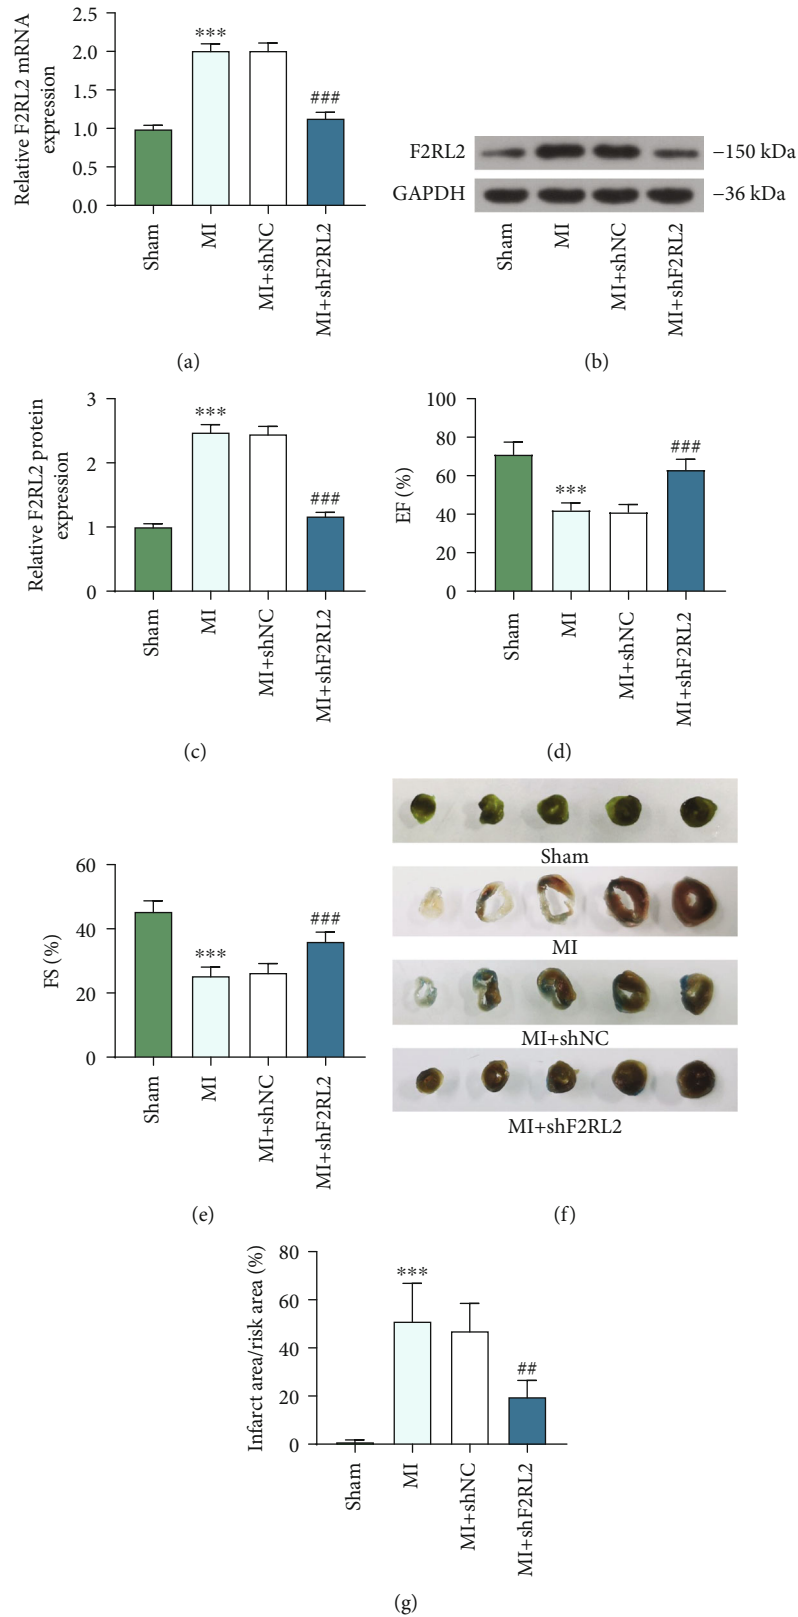 Relative F2RL2 mRNA
expression
2.5
2.0
1.5
1.0
0.5
0.0
***
###
Sham
MI
MI+shNC
MI+shF2RL2
(a)
F2RL2
−150 kDa
GAPDH
−36 kDa
Sham
MI
MI+shNC
MI+shF2RL2
(b)
Relative F2RL2 protein
expression
3
2
1
0
***
###
Sham
MI
MI+shNC
MI+shF2RL2
(c)
EF (%)
100
80
60
40
20
0
***
###
Sham
MI
MI+shNC
MI+shF2RL2
(d)
FS (%)
60
40
20
0
***
###
Sham
MI
MI+shNC
MI+shF2RL2
(e)
Sham
MI
MI+shNC
MI+shF2RL2
(f)
Infarct area/risk area (%)
80
60
40
20
0
***
##
Sham
MI
MI+shNC
MI+shF2RL2
(g)